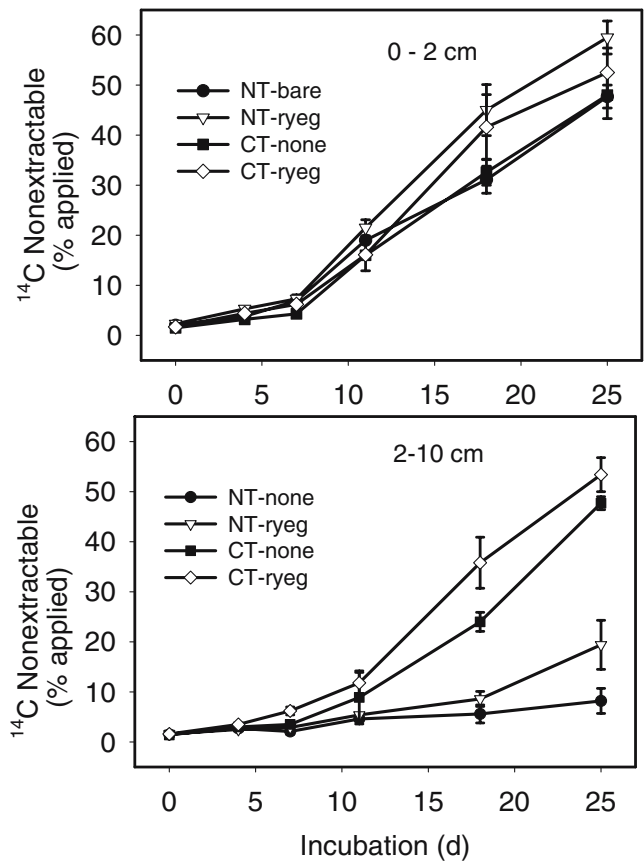 0 - 2 cm
NT-bare
NT-ryeg
CT-none
CT-ryeg
¹⁴C Nonextractable
(% applied)
60
50
40
30
20
10
0
0 5 10 15 20 25
2-10 cm
NT-none
NT-ryeg
CT-none
CT-ryeg
¹⁴C Nonextractable
(% applied)
60
50
40
30
20
10
0
0 5 10 15 20 25
Incubation (d)